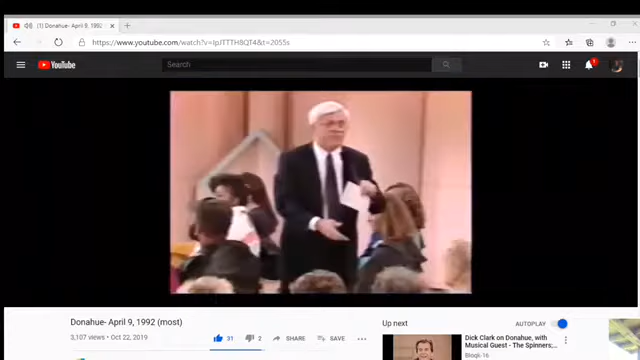 (1) Donahue- April 9, 1992
https://www.youtube.com/watch?v=IpJTTTH8QT4&t=2055s
YouTube
Search
1
Donahue- April 9, 1992 (most)
3,107 views • Oct 22, 2019
31
2
SHARE
SAVE
Up next
AUTOPLAY
Dick Clark on Donahue, with
Musical Guest - The Spinners;...
Bloqk-16